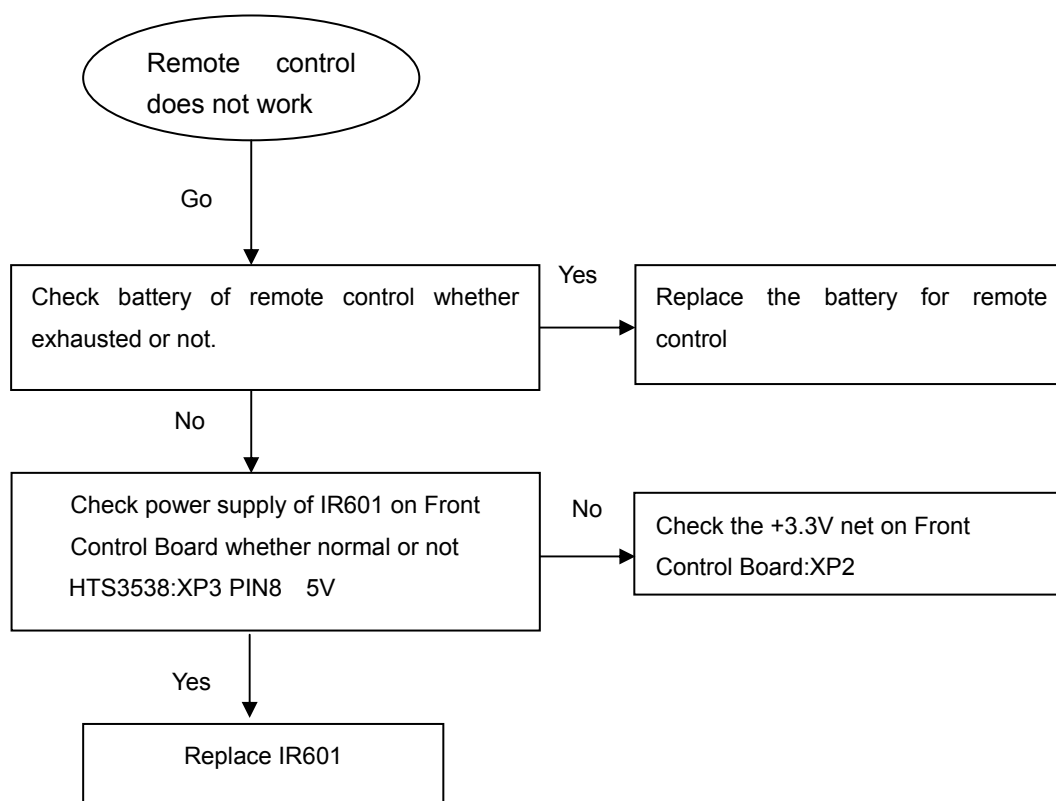 Remote control
does not work
Go
Check battery of remote control whether
exhausted or not.
Yes
Replace the battery for remote
control
No
Check power supply of IR601 on Front
Control Board whether normal or not
HTS3538:XP3 PIN8 5V
No
Check the +3.3V net on Front
Control Board:XP2
Yes
Replace IR601